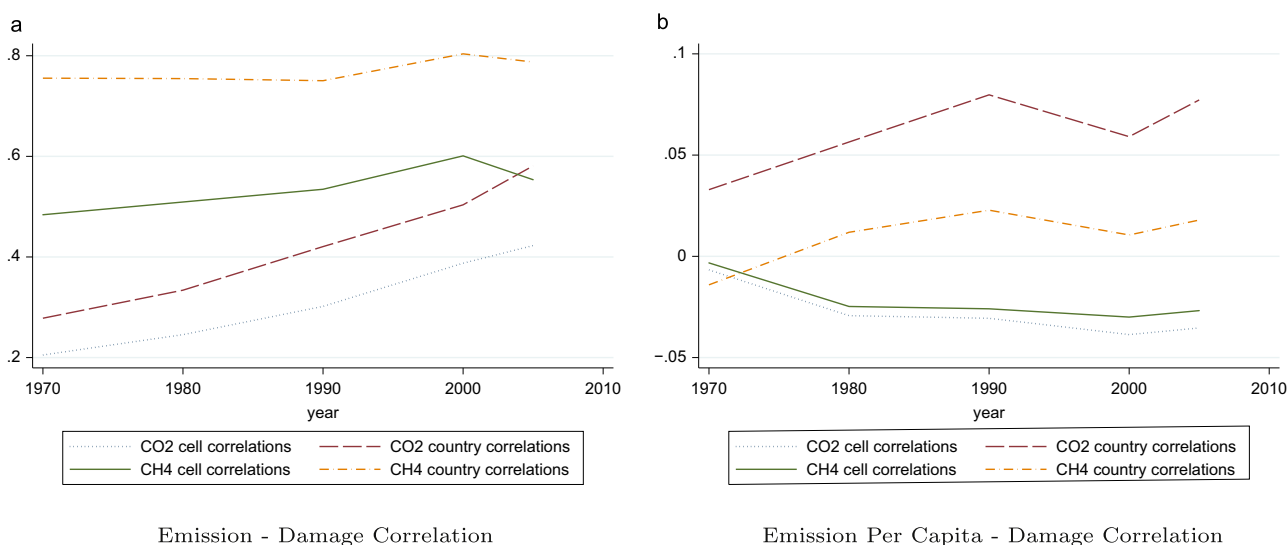 a
.8
.6
.4
.2
1970 1980 1990 2000 2010
year
CO2 cell correlations CO2 country correlations
CH4 cell correlations CH4 country correlations
Emission - Damage Correlation
b
.1
.05
0
−.05
1970 1980 1990 2000 2010
year
CO2 cell correlations CO2 country correlations
CH4 cell correlations CH4 country correlations
Emission Per Capita - Damage Correlation